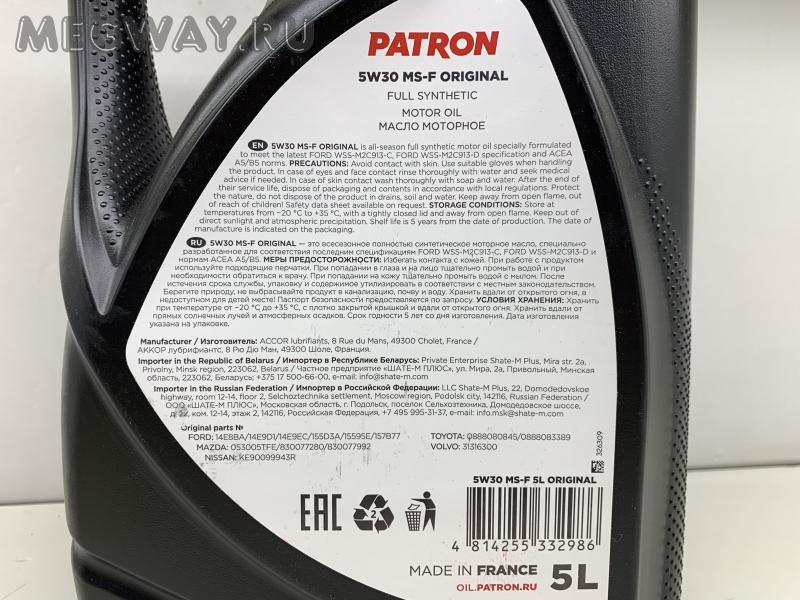 MEGWAY.RU
PATRON
5W30 MS-F ORIGINAL
FULL SYNTHETIC
MOTOR OIL
МАСЛО МОТОРНОЕ
EN 5W30 MS-F ORIGINAL is all-season full synthetic motor oil specially formulated
to meet the latest FORD WSS-M2C913-C, FORD WSS-M2C913-D specification and ACEA
A5/B5 norms. PRECAUTIONS: Avoid contact with skin. Use suitable gloves when handling
the product. In case of eyes and face contact rinse thoroughly with water and seek medical
advice if needed. In case of skin contact wash thoroughly with soap and water. After the end of
their service life, dispose of packaging and contents in accordance with local regulations. Protect
the nature, do not dispose of the product in drains, soil and water. Keep away from open flame,
out of reach of children! Safety data sheet available on request. STORAGE CONDITIONS: Store at
temperatures from −20 °C to +35 °C, with a tightly closed lid and away from open flame. Keep out of
direct sunlight and atmospheric precipitation. Shelf life is 5 years from the date of production. The date of
manufacture is indicated on the packaging.
RU 5W30 MS-F ORIGINAL — это всесезонное полностью синтетическое моторное масло, специально
разработанное для соответствия последним спецификациям FORD WSS-M2C913-C, FORD WSS-M2C913-D и
нормам ACEA A5/B5. МЕРЫ ПРЕДОСТОРОЖНОСТИ: Избегать контакта с кожей. При работе с продуктом
используйте подходящие перчатки. При попадании в глаза и на лицо тщательно промыть водой и при
необходимости обратиться к врачу. При попадании на кожу тщательно промыть водой с мылом. После
истечения срока службы, упаковку и содержимое утилизировать в соответствии с местным законодательством.
Берегите природу, не выбрасывайте продукт в канализацию, почву и воду. Хранить вдали от открытого огня, в
недоступном для детей месте! Паспорт безопасности предоставляется по запросу. УСЛОВИЯ ХРАНЕНИЯ: Хранить
при температуре от −20 °C до +35 °C, с плотно закрытой крышкой и вдали от открытого огня. Хранить вдали от
прямых солнечных лучей и атмосферных осадков. Срок годности 5 лет со дня изготовления. Дата изготовления
указана на упаковке.
Manufacturer / Изготовитель: ACCOR lubrifiants, 8 Rue du Mans, 49300 Cholet, France /
АККОР лубрифиантс, 8 Рю Дю Ман, 49300 Шоле, Франция.
Importer in the Republic of Belarus / Импортер в Республике Беларусь: Private Enterprise Shate-M Plus, Mira str. 2a,
Privolny, Minsk region, 223062, Belarus / Частное предприятие «ШАТЕ-М ПЛЮС», ул. Мира, 2а, Привольный, Минская
область, 223062, Беларусь, +375 17 500-66-00, e-mail: info@shate-m.com
Importer in the Russian Federation / Импортер в Российской Федерации: LLC Shate-M Plus, 22, Domodedovskoe
highway, room 12-14, floor 2, Selchoztechnika settlement, Moscow region, Podolsk city, 142116, Russian Federation /
ООО «ШАТЕ-М ПЛЮС», Московская область, г. Подольск, поселок Сельхозтехника, Домодедовское шоссе,
д. 22, ком. 12-14, этаж 2, 142116, Российская Федерация, +7 495 995-31-37, e-mail: info.msk@shate-m.com
Original parts №
FORD: 14E8BA/14E9D1/14E9EC/155D3A/15595E/157B77
MAZDA: 053005TFE/830077280/830077992
NISSAN: KE90099943R
TOYOTA: 0888080845/0888083389
VOLVO: 31316300
326309
5W30 MS-F 5L ORIGINAL
EAC
2
4 814255 332986
MADE IN FRANCE
OIL.PATRON.RU
5L